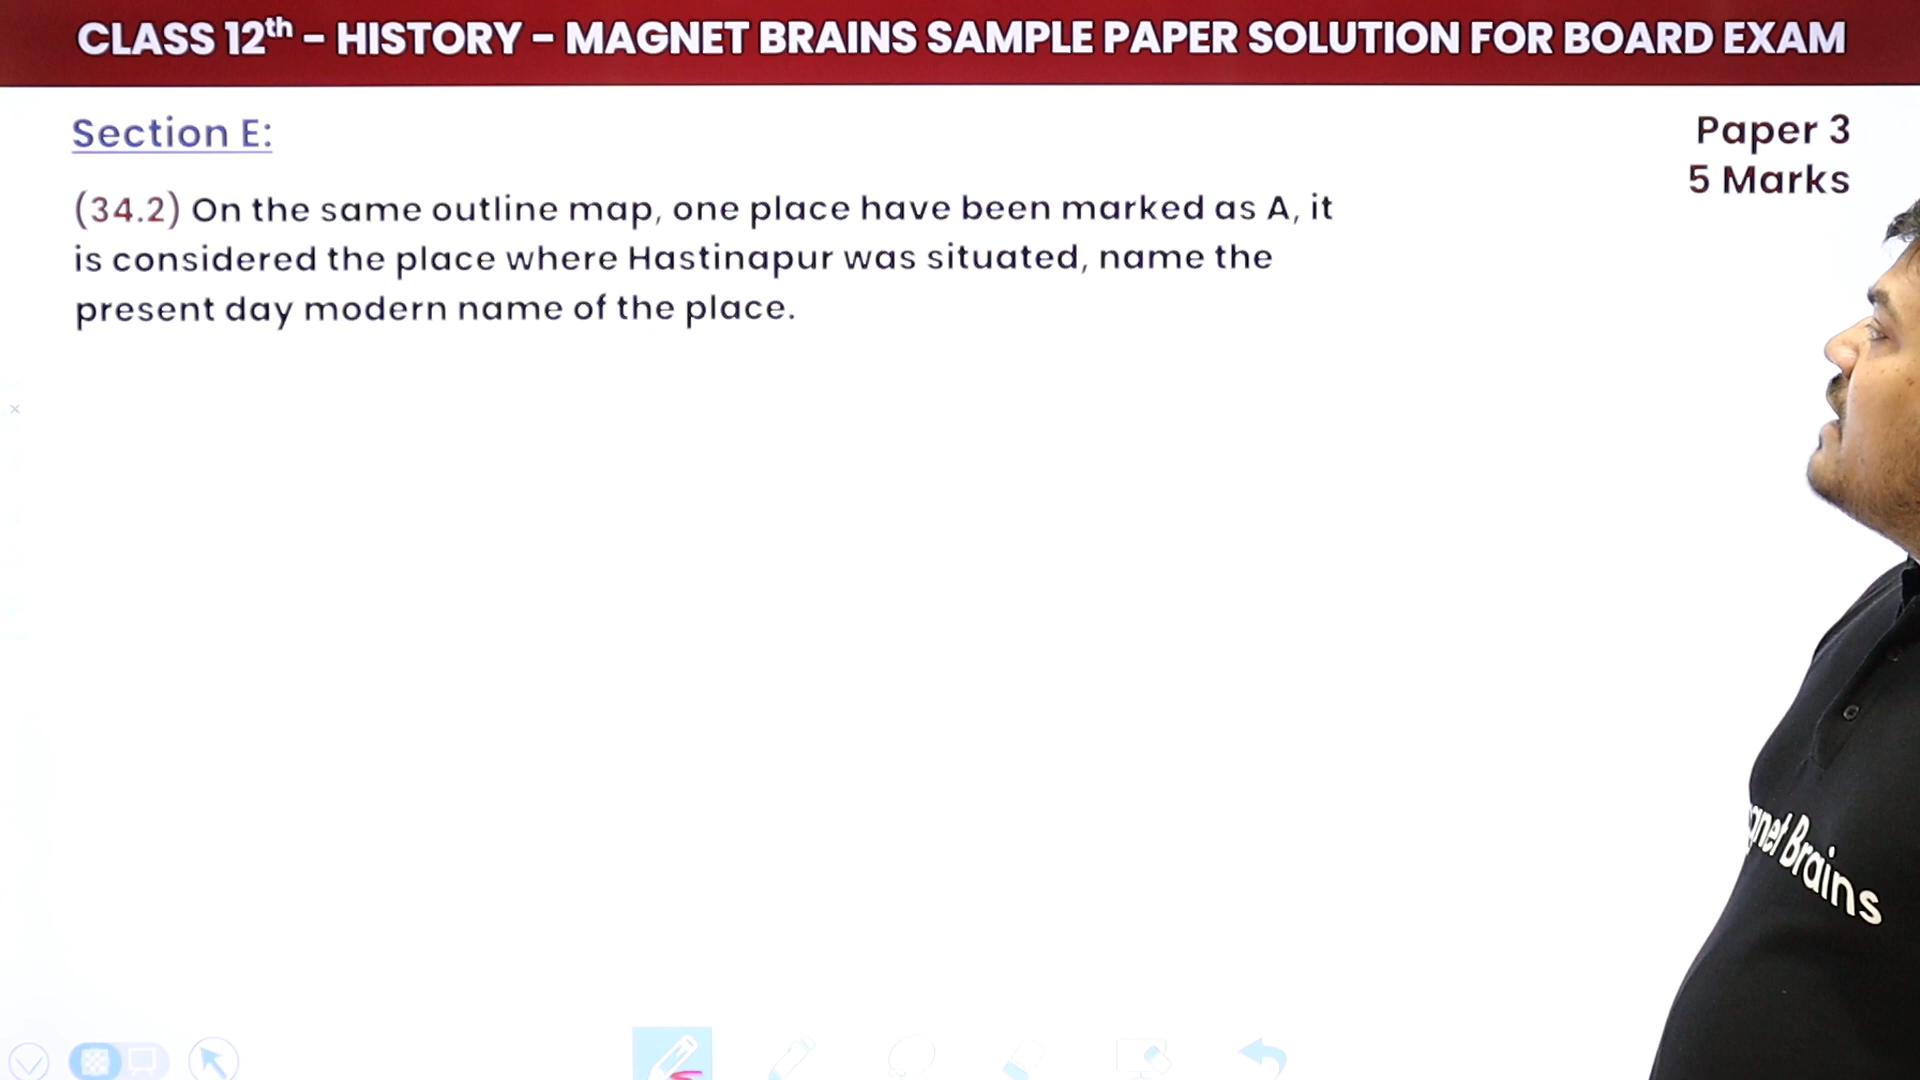 CLASS 12th – HISTORY – MAGNET BRAINS SAMPLE PAPER SOLUTION FOR BOARD EXAM
Section E:
Paper 3
5 Marks
(34.2) On the same outline map, one place have been marked as A, it
is considered the place where Hastinapur was situated, name the
present day modern name of the place.
gnet Brains